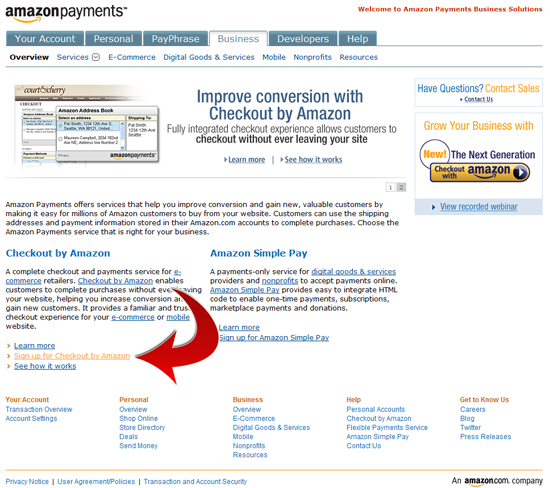 amazonpayments™
Welcome to Amazon Payments Business Solutions
Your Account Personal PayPhrase Business Developers Help
Overview Services E-Commerce Digital Goods & Services Mobile Nonprofits Resources
court&cherry
CHECKOUT
Amazon Address Book
Select an address
Shipping To:
Pat Smith, 1234 12th Ave S, Seattle, WA 98121, United
Pat Smith
1234 12th Ave
Seattle
Maureen Campbell, 2034 182nd
Privacy
amazonpayments
Improve conversion with
Checkout by Amazon
Fully integrated checkout experience allows customers to
checkout without ever leaving your site
Learn more | See how it works
1 2
Have Questions? Contact Sales
Contact Us
Grow Your Business with
New! The Next Generation
Checkout with amazon
View recorded webinar
Amazon Payments offers services that help you improve conversion and gain new, valuable customers by
making it easy for millions of Amazon customers to buy from your website. Customers can use the shipping
addresses and payment information stored in their Amazon.com accounts to complete purchases. Choose the
Amazon Payments service that is right for your business.
Checkout by Amazon
A complete checkout and payments service for e-
commerce retailers. Checkout by Amazon enables
customers to complete purchases without ever leaving
your website, helping you increase conversion and
gain new customers. It provides a familiar and
checkout experience for your e-commerce or mobile
website.
Learn more
Sign up for Checkout by Amazon
See how it works
Amazon Simple Pay
A payments-only service for digital goods & services
providers and nonprofits to accept payments online.
Amazon Simple Pay provides easy to integrate HTML
code to enable one-time payments, subscriptions,
marketplace payments and donations.
Learn more
Sign up for Amazon Simple Pay
Your Account
Transaction Overview
Account Settings
Personal
Overview
Shop Online
Store Directory
Deals
Send Money
Business
Overview
E-Commerce
Digital Goods & Services
Mobile
Nonprofits
Resources
Help
Personal Accounts
Checkout by Amazon
Flexible Payments Service
Amazon Simple Pay
Contact Us
Get to Know Us
Careers
Blog
Twitter
Press Releases
Privacy Notice | User Agreement/Policies | Transaction and Account Security
An amazon.com. company